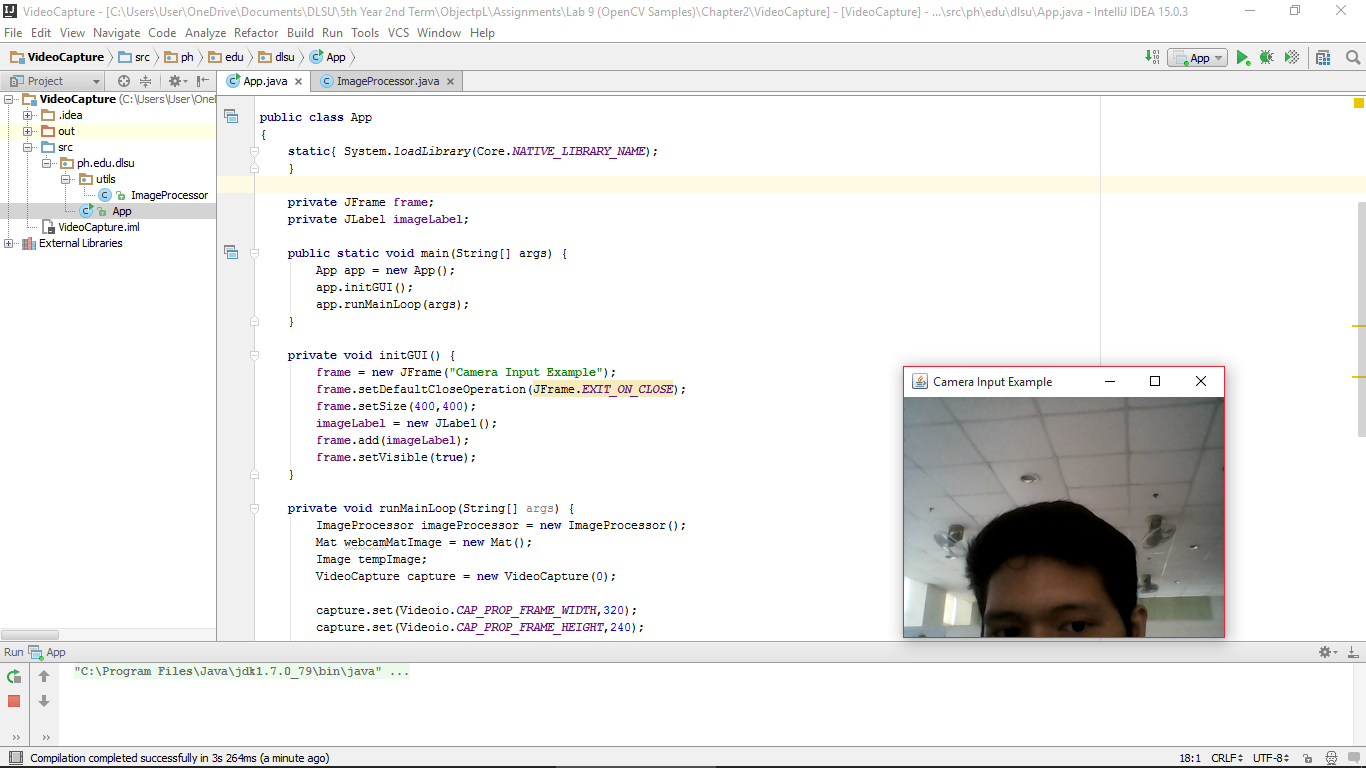 VideoCapture - [C:\Users\User\OneDrive\Documents\DLSU\5th Year 2nd Term\ObjectpL\Assignments\Lab 9 (OpenCV Samples)\Chapter2\VideoCapture] - [VideoCapture] - ...\src\ph\edu\dlsu\App.java - IntelliJ IDEA 15.0.3
File Edit View Navigate Code Analyze Refactor Build Run Tools VCS Window Help
VideoCapture src ph edu dlsu App App
Project App.java ImageProcessor.java
VideoCapture (C:\Users\User\OneI
.idea
out
src
ph.edu.dlsu
utils
ImageProcessor
App
VideoCapture.iml
External Libraries
public class App
{
static{ System.loadLibrary(Core.NATIVE_LIBRARY_NAME);
}
private JFrame frame;
private JLabel imageLabel;
public static void main(String[] args) {
App app = new App();
app.initGUI();
app.runMainLoop(args);
}
private void initGUI() {
frame = new JFrame("Camera Input Example");
frame.setDefaultCloseOperation(JFrame.EXIT_ON_CLOSE);
frame.setSize(400,400);
imageLabel = new JLabel();
frame.add(imageLabel);
frame.setVisible(true);
}
private void runMainLoop(String[] args) {
ImageProcessor imageProcessor = new ImageProcessor();
Mat webcamMatImage = new Mat();
Image tempImage;
VideoCapture capture = new VideoCapture(0);
capture.set(Videoio.CAP_PROP_FRAME_WIDTH,320);
capture.set(Videoio.CAP_PROP_FRAME_HEIGHT,240);
Camera Input Example
Run App
"C:\Program Files\Java\jdk1.7.0_79\bin\java" ...
Compilation completed successfully in 3s 264ms (a minute ago) 18:1 CRLF UTF-8